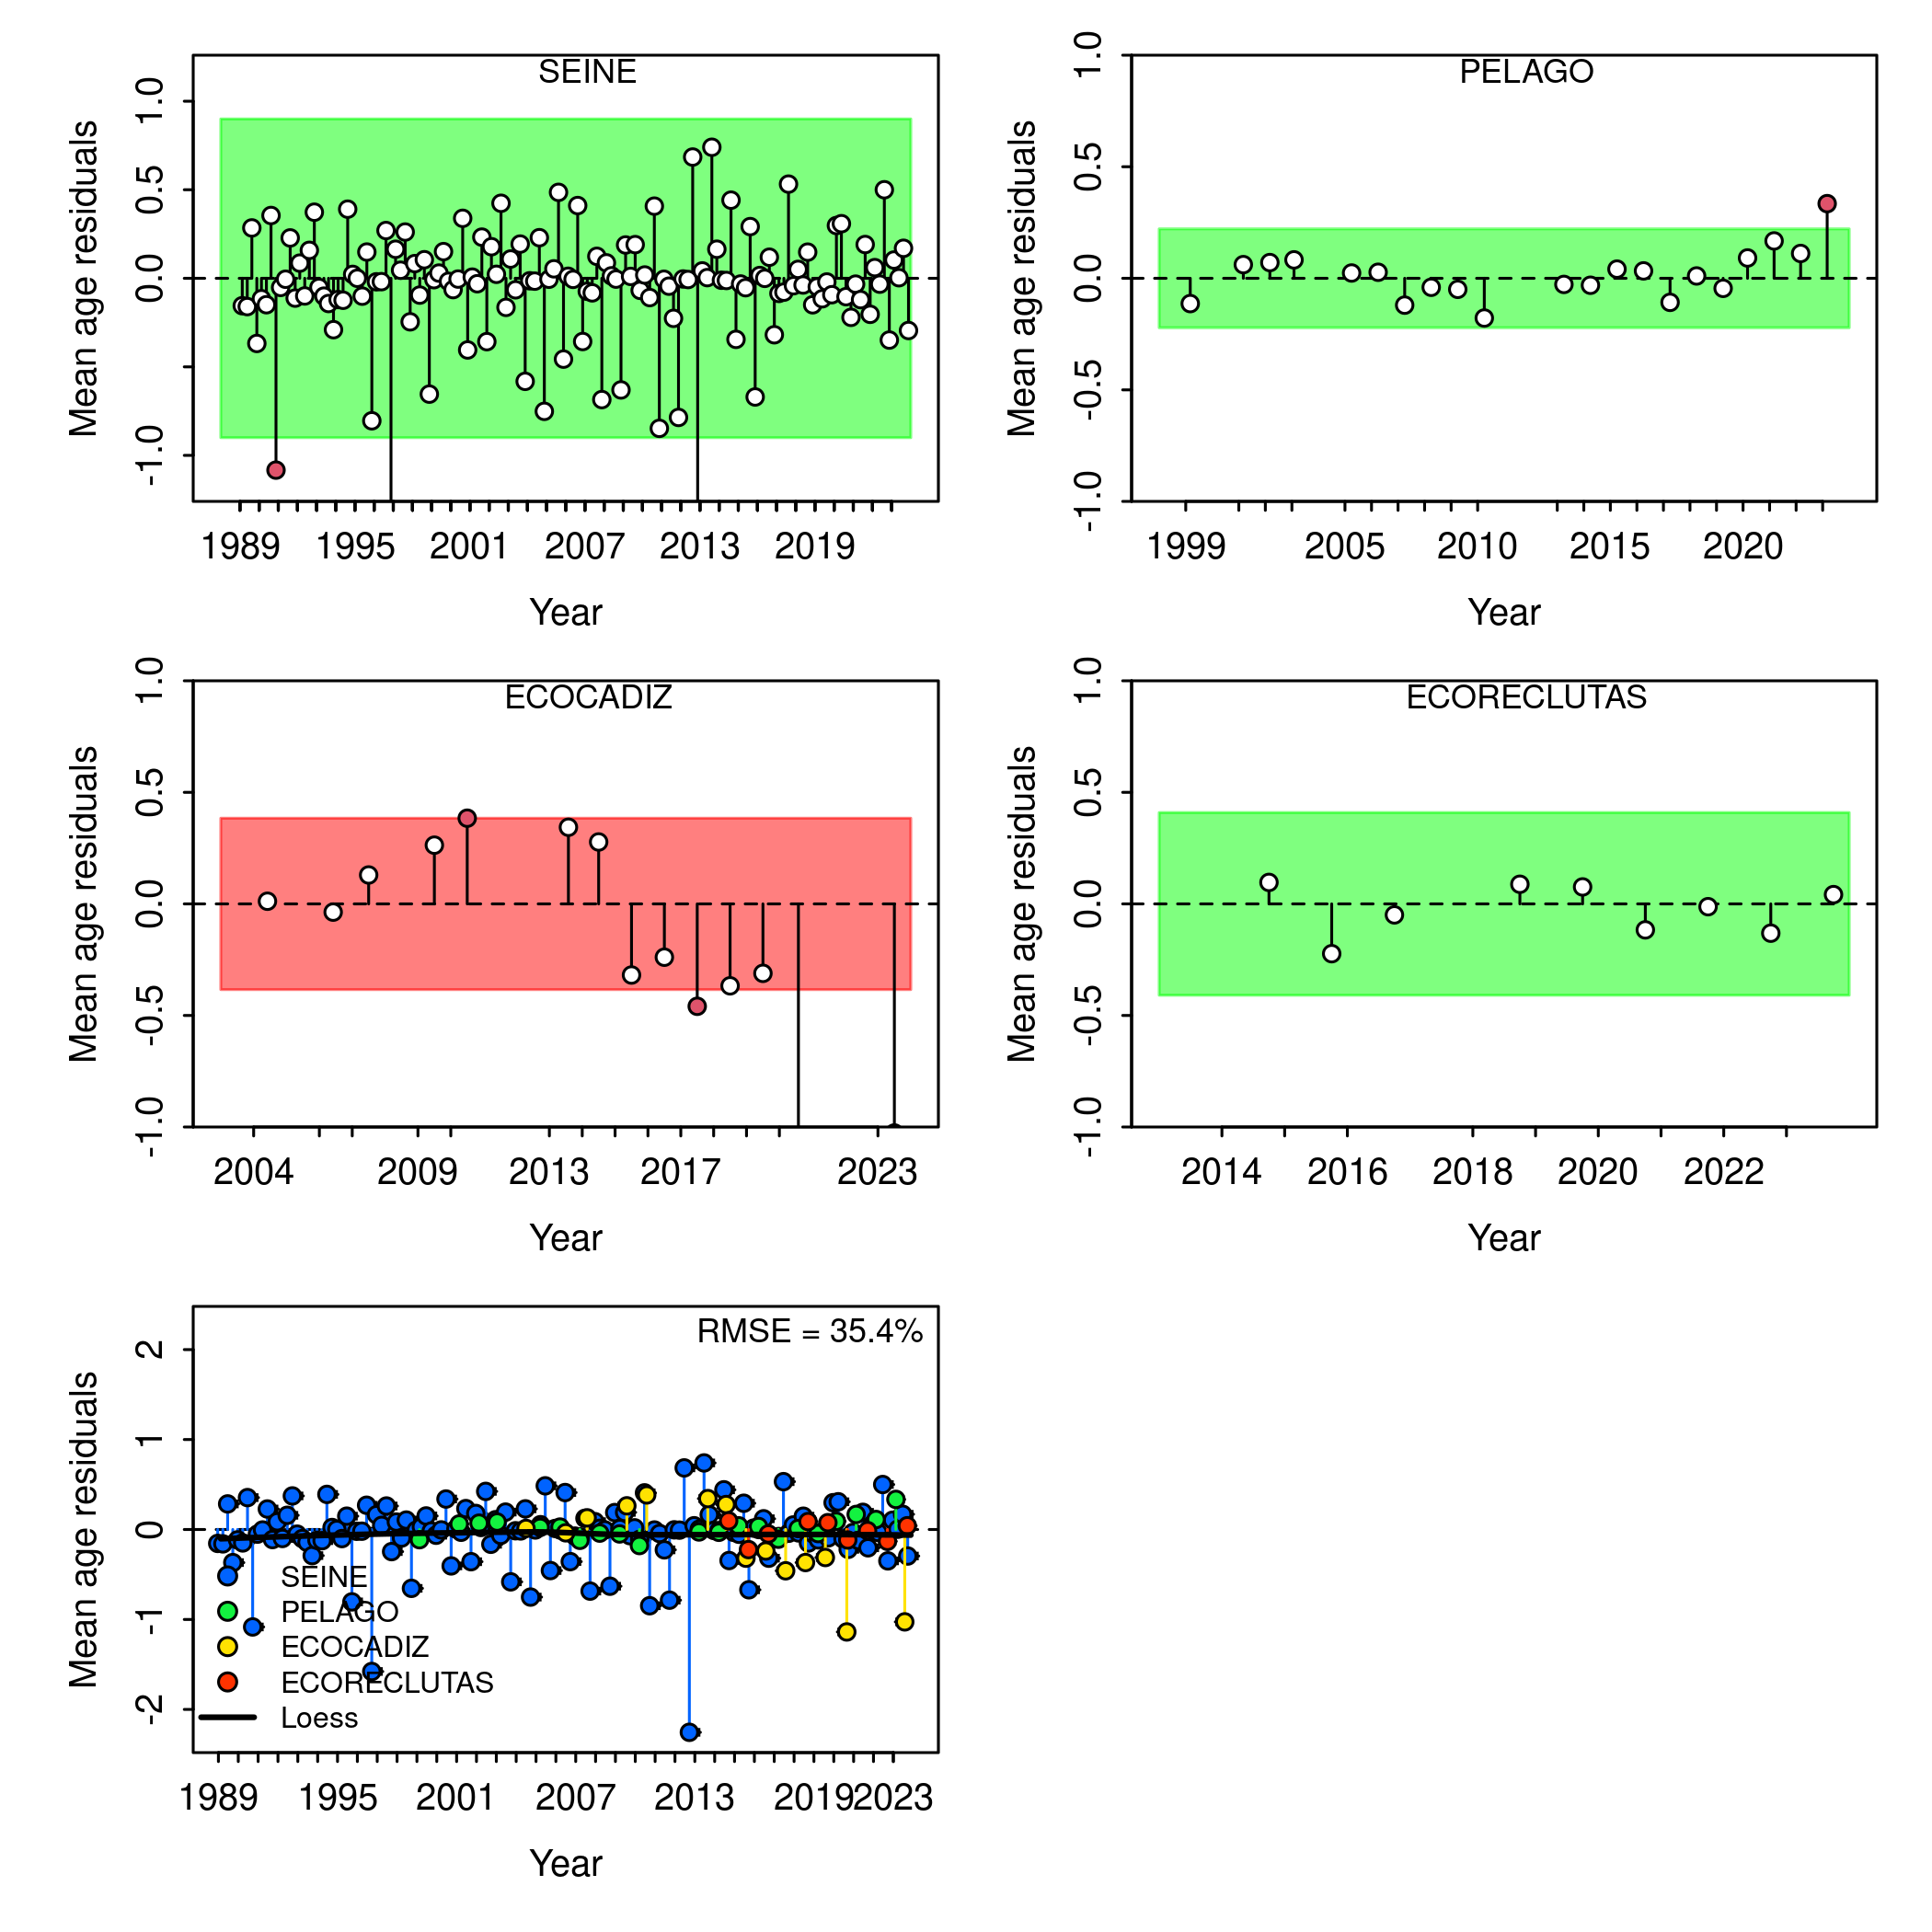 SEINE
Mean age residuals
1.0
0.5
0.0
-1.0
1989 1995 2001 2007 2013 2019
Year
PELAGO
Mean age residuals
1.0
0.5
0.0
-0.5
-1.0
1999 2005 2010 2015 2020
Year
ECOCADIZ
Mean age residuals
1.0
0.5
0.0
-0.5
-1.0
2004 2009 2013 2017 2023
Year
ECORECLUTAS
Mean age residuals
1.0
0.5
0.0
-0.5
-1.0
2014 2016 2018 2020 2022
Year
RMSE = 35.4%
Mean age residuals
2
1
0
-1
-2
SEINE
PELAGO
ECOCADIZ
ECORECLUTAS
Loess
1989 1995 2001 2007 2013 2019 2023
Year